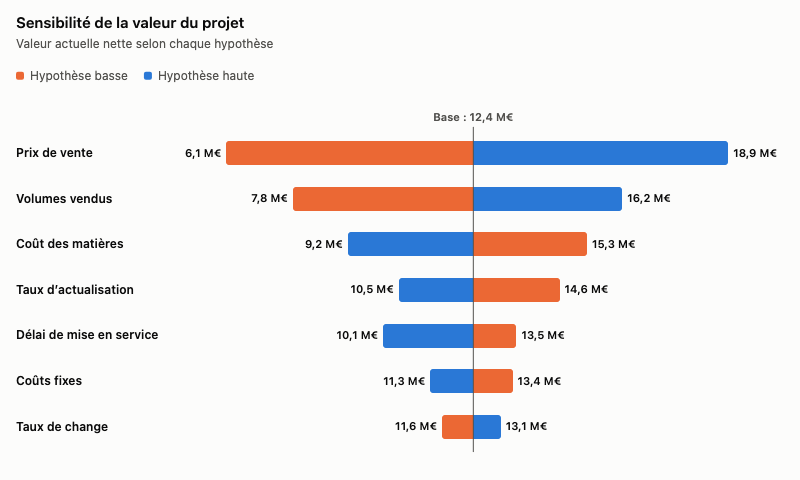 Sensibilité de la valeur du projet
Valeur actuelle nette selon chaque hypothèse
Hypothèse basse
Hypothèse haute
Base : 12,4 M€
Prix de vente 6,1 M€ 18,9 M€
Volumes vendus 7,8 M€ 16,2 M€
Coût des matières 9,2 M€ 15,3 M€
Taux d’actualisation 10,5 M€ 14,6 M€
Délai de mise en service 10,1 M€ 13,5 M€
Coûts fixes 11,3 M€ 13,4 M€
Taux de change 11,6 M€ 13,1 M€